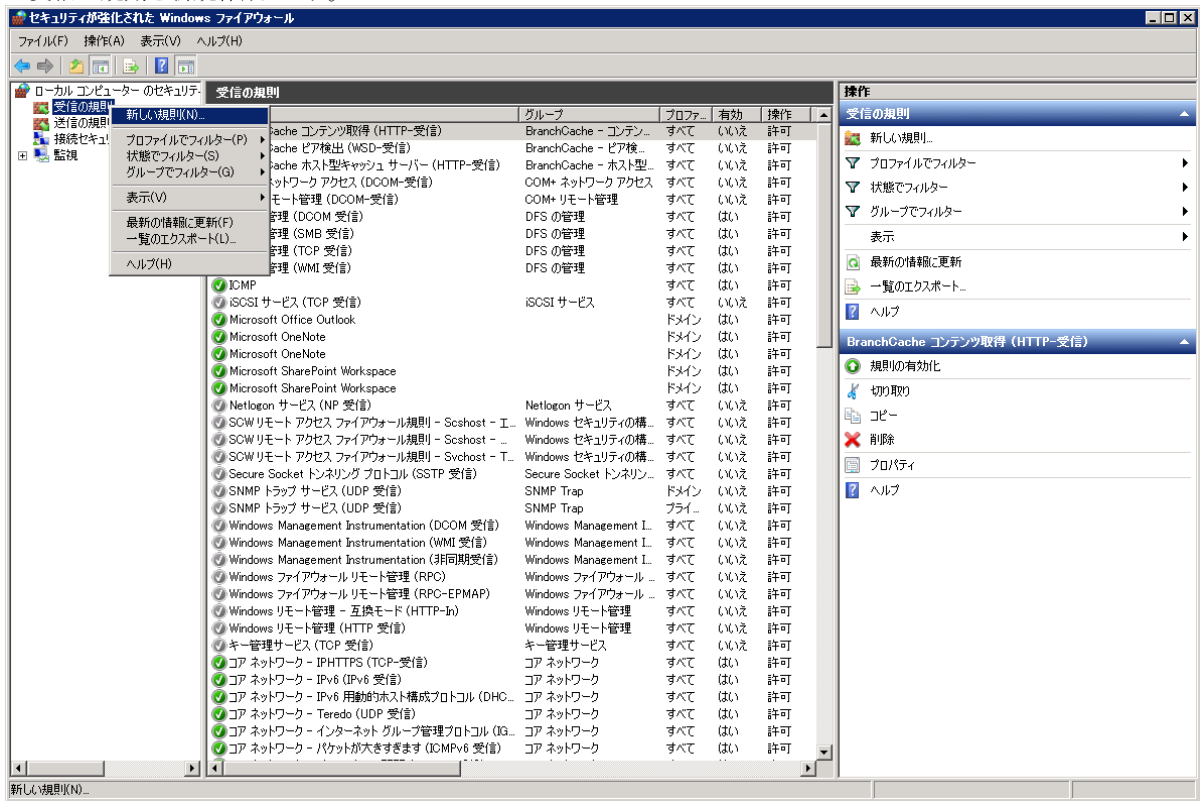 セキュリティが強化された Windows ファイアウォール
ファイル(F) 操作(A) 表示(V) ヘルプ(H)
ローカル コンピューター のセキュリテ
受信の規則
送信の規則
接続セキュ
監視
新しい規則(N)...
プロファイルでフィルター(P)
状態でフィルター(S)
グループでフィルター(G)
表示(V)
最新の情報に更新(F)
一覧のエクスポート(L)...
ヘルプ(H)
受信の規則
グループ プロファ... 有効 操作
ache コンテンツ取得 (HTTP-受信) BranchCache - コンテン... すべて いいえ 許可
ache ピア検出 (WSD-受信) BranchCache - ピア検... すべて いいえ 許可
ache ホスト型キャッシュ サーバー (HTTP-受信) BranchCache - ホスト型... すべて いいえ 許可
ットワーク アクセス (DCOM-受信) COM+ ネットワーク アクセス すべて いいえ 許可
モート管理 (DCOM-受信) COM+ リモート管理 すべて いいえ 許可
管理 (DCOM 受信) DFS の管理 すべて はい 許可
管理 (SMB 受信) DFS の管理 すべて はい 許可
管理 (TCP 受信) DFS の管理 すべて はい 許可
管理 (WMI 受信) DFS の管理 すべて はい 許可
ICMP すべて はい 許可
iSCSI サービス (TCP 受信) iSCSI サービス すべて いいえ 許可
Microsoft Office Outlook ドメイン はい 許可
Microsoft OneNote ドメイン はい 許可
Microsoft OneNote ドメイン はい 許可
Microsoft SharePoint Workspace ドメイン はい 許可
Microsoft SharePoint Workspace ドメイン はい 許可
Netlogon サービス (NP 受信) Netlogon サービス すべて いいえ 許可
SCW リモート アクセス ファイアウォール規則 - Scshost - エ... Windows セキュリティの構... すべて いいえ 許可
SCW リモート アクセス ファイアウォール規則 - Scshost - ... Windows セキュリティの構... すべて いいえ 許可
SCW リモート アクセス ファイアウォール規則 - Svchost - T... Windows セキュリティの構... すべて いいえ 許可
Secure Socket トンネリング プロトコル (SSTP 受信) Secure Socket トンネリン... すべて いいえ 許可
SNMP トラップ サービス (UDP 受信) SNMP Trap ドメイン いいえ 許可
SNMP トラップ サービス (UDP 受信) SNMP Trap プライ... いいえ 許可
Windows Management Instrumentation (DCOM 受信) Windows Management I... すべて いいえ 許可
Windows Management Instrumentation (WMI 受信) Windows Management I... すべて いいえ 許可
Windows Management Instrumentation (非同期受信) Windows Management I... すべて いいえ 許可
Windows ファイアウォール リモート管理 (RPC) Windows ファイアウォール ... すべて いいえ 許可
Windows ファイアウォール リモート管理 (RPC-EPMAP) Windows ファイアウォール ... すべて いいえ 許可
Windows リモート管理 - 互換モード (HTTP-In) Windows リモート管理 すべて いいえ 許可
Windows リモート管理 (HTTP 受信) Windows リモート管理 すべて いいえ 許可
キー管理サービス (TCP 受信) キー管理サービス すべて いいえ 許可
コア ネットワーク - IPHTTPS (TCP-受信) コア ネットワーク すべて はい 許可
コア ネットワーク - IPv6 (IPv6 受信) コア ネットワーク すべて はい 許可
コア ネットワーク - IPv6 用動的ホスト構成プロトコル (DHC... コア ネットワーク すべて はい 許可
コア ネットワーク - Teredo (UDP 受信) コア ネットワーク すべて はい 許可
コア ネットワーク - インターネット グループ管理プロトコル (IG... コア ネットワーク すべて はい 許可
コア ネットワーク - パケットが大きすぎます (ICMPv6 受信) コア ネットワーク すべて はい 許可
操作
受信の規則
新しい規則...
プロファイルでフィルター
状態でフィルター
グループでフィルター
表示
最新の情報に更新
一覧のエクスポート...
ヘルプ
BranchCache コンテンツ取得 (HTTP-受信)
規則の有効化
切り取り
コピー
削除
プロパティ
ヘルプ
新しい規則(N)...